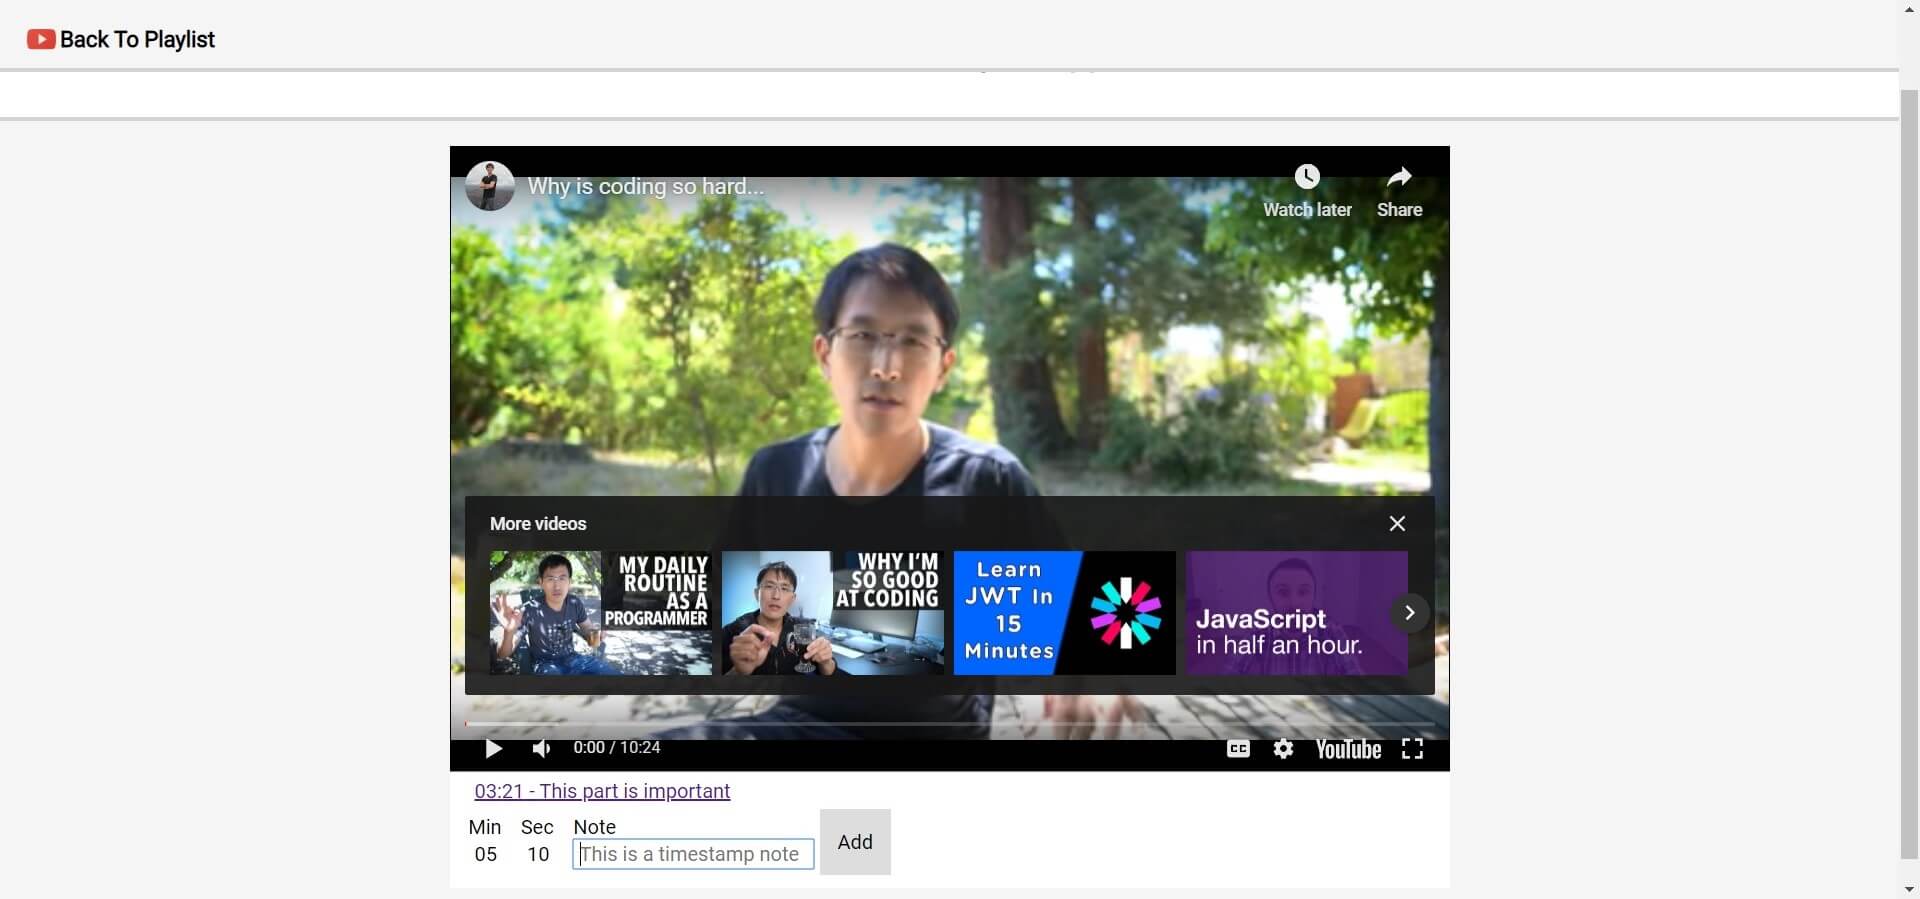 Back To Playlist
Why is coding so hard...
Watch later
Share
More videos
MY DAILY
ROUTINE
AS A
PROGRAMMER
WHY I'M
SO GOOD
AT CODING
Learn
JWT In
15
Minutes
JavaScript
in half an hour.
0:00 / 10:24
CC
YouTube
03:21 - This part is important
Min Sec Note
05 10 This is a timestamp note
Add